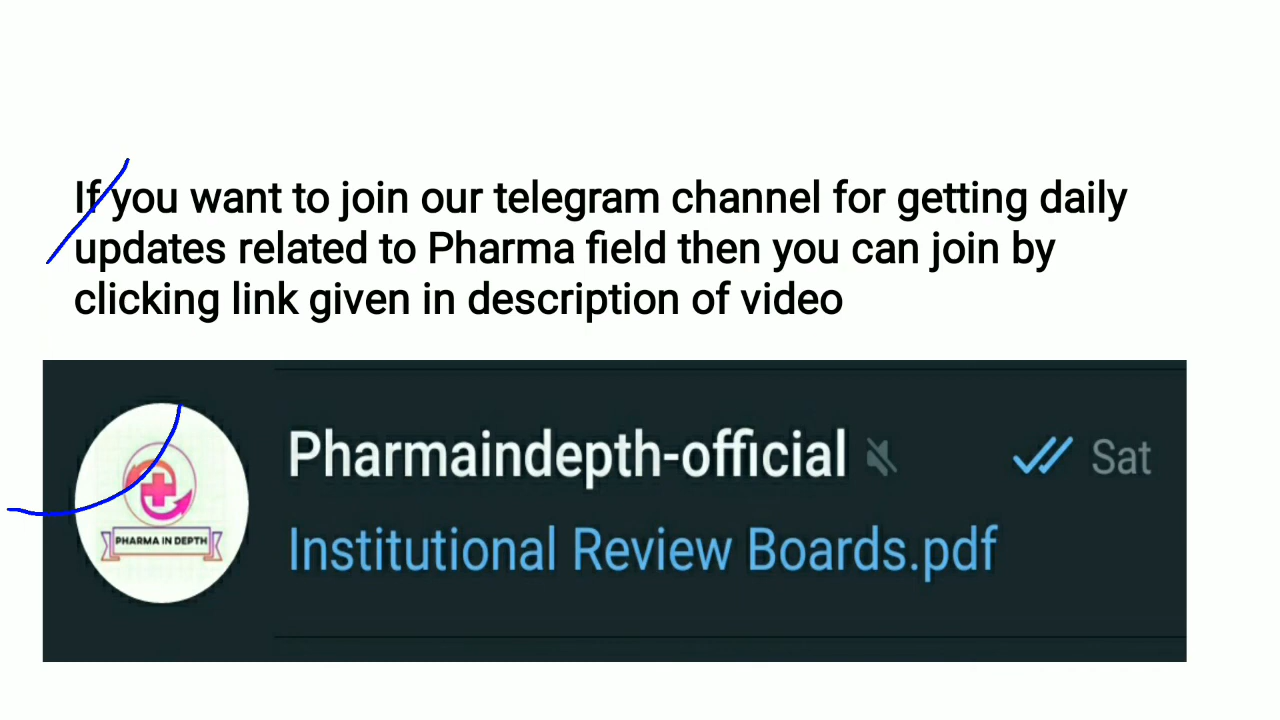 If you want to join our telegram channel for getting daily
updates related to Pharma field then you can join by
clicking link given in description of video
Pharmaindepth-official Sat
Institutional Review Boards.pdf
PHARMA IN DEPTH